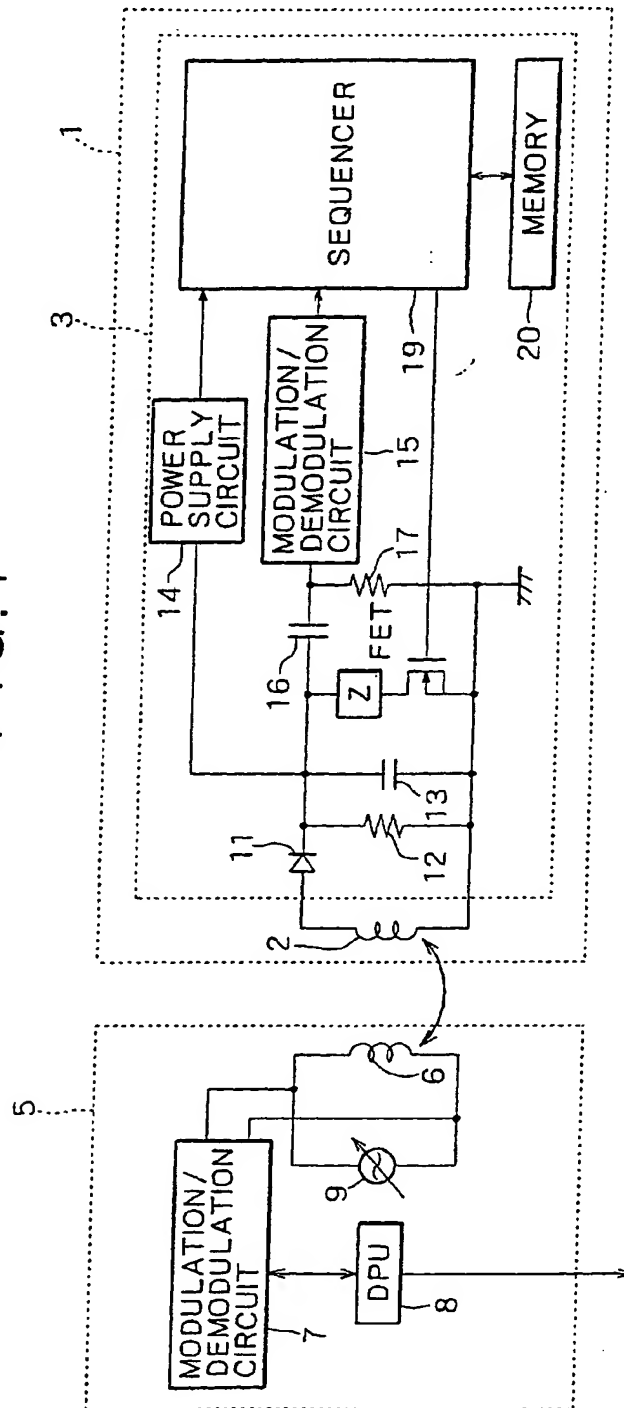 5
MODULATION/
DEMODULATION
CIRCUIT
7
DPU
8
9
6
1
3
2
11
12
13
14
POWER
SUPPLY
CIRCUIT
16
Z
FET
17
MODULATION/
DEMODULATION
CIRCUIT
15
SEQUENCER
19
MEMORY
20